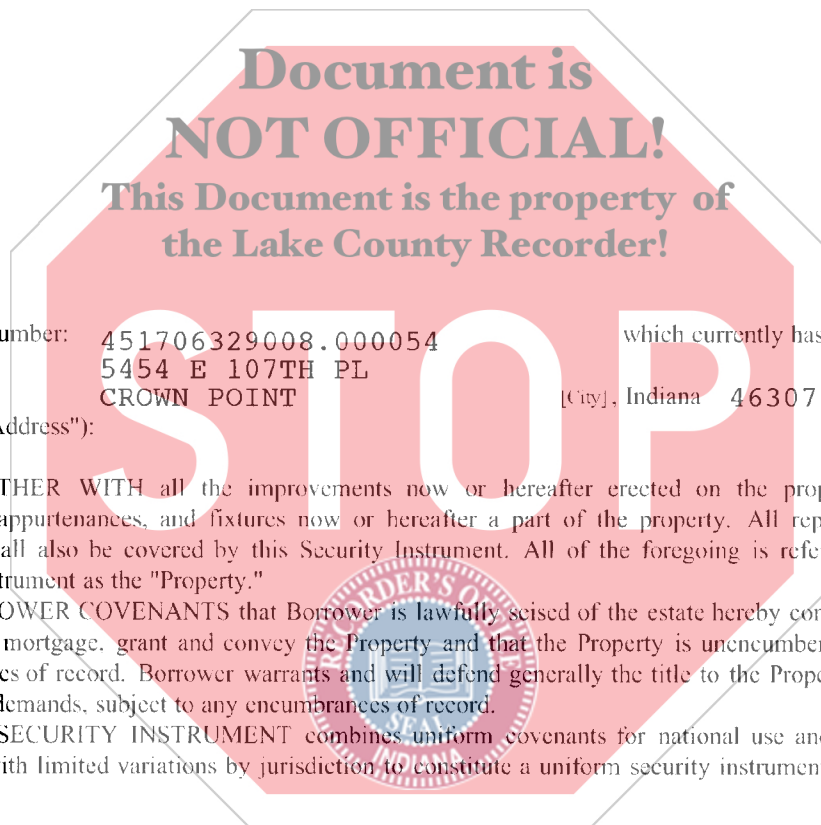 Document is
NOT OFFICIAL!
This Document is the property of
the Lake County Recorder!
STOP
umber: 451706329008.000054 which currently has
5454 E 107TH PL
CROWN POINT [City], Indiana 46307
Address"):
THER WITH all the improvements now or hereafter erected on the prop
appurtenances, and fixtures now or hereafter a part of the property. All rep
all also be covered by this Security Instrument. All of the foregoing is refe
trument as the "Property."
OWER COVENANTS that Borrower is lawfully seised of the estate hereby con
mortgage, grant and convey the Property and that the Property is unencumber
es of record. Borrower warrants and will defend generally the title to the Prope
demands, subject to any encumbrances of record.
SECURITY INSTRUMENT combines uniform covenants for national use and
ith limited variations by jurisdiction to constitute a uniform security instrument
RECORDER'S OFFICE
SEAL
INDIANA